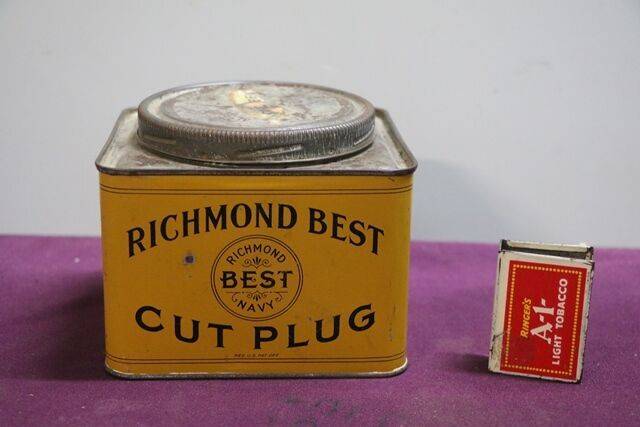 RICHMOND BEST
RICHMOND
BEST
NAVY
CUT PLUG
REG. U.S. PAT. OFF.
RINGER'S
A-1-
LIGHT TOBACCO